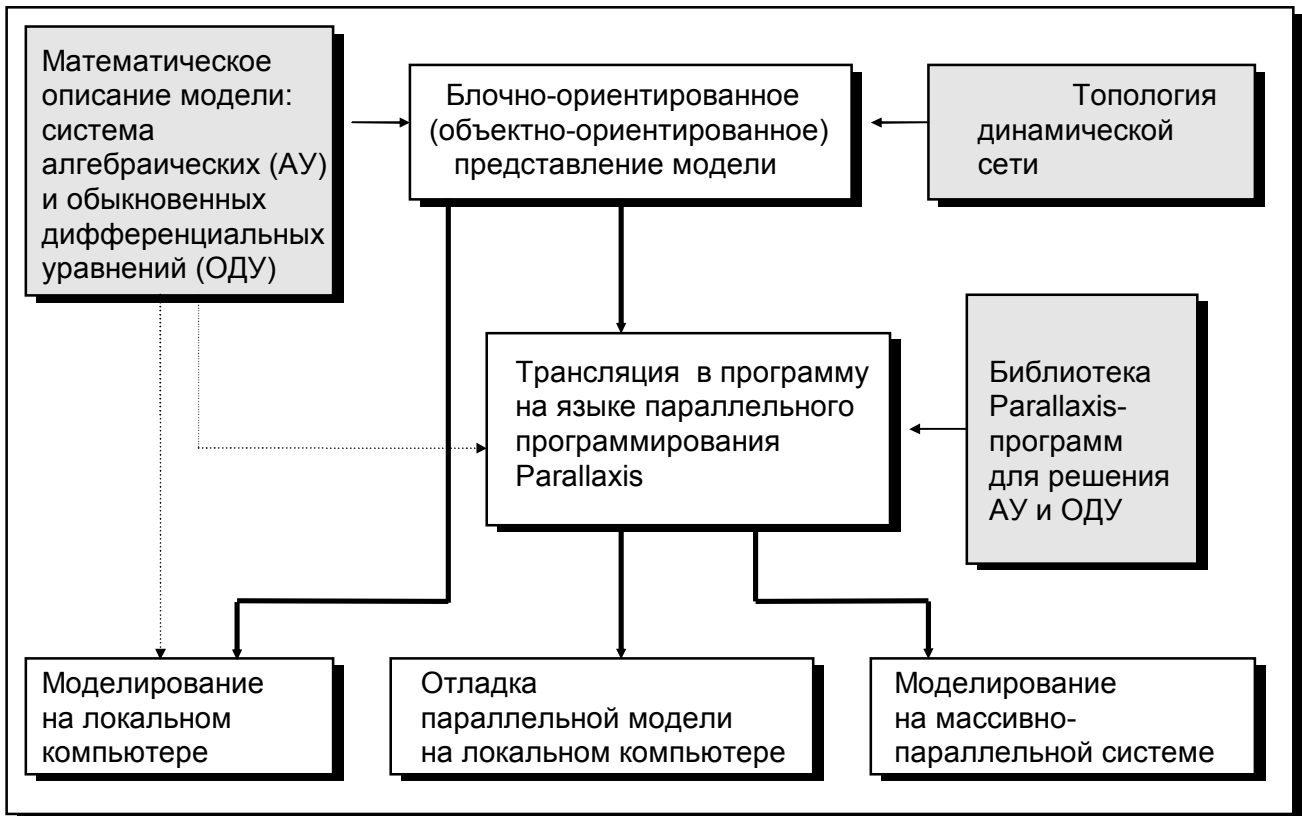 Математическое
описание модели:
система
алгебраических (АУ)
и обыкновенных
дифференциальных
уравнений (ОДУ)
Блочно-ориентированное
(объектно-ориентированное)
представление модели
Топология
динамической
сети
Трансляция в программу
на языке параллельного
программирования
Parallaxis
Библиотека
Parallaxis-
программ
для решения
АУ и ОДУ
Моделирование
на локальном
компьютере
Отладка
параллельной модели
на локальном компьютере
Моделирование
на массивно-
параллельной системе